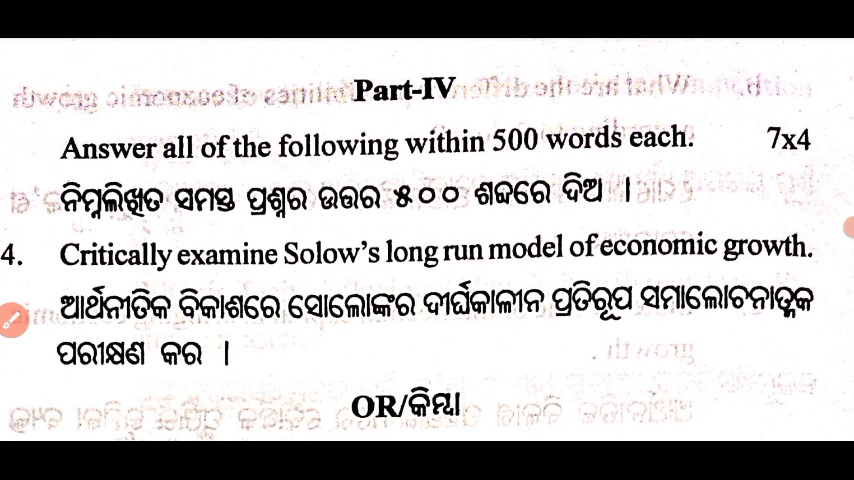 Part-IV
Answer all of the following within 500 words each. 7x4
ନିମ୍ନଲିଖିତ ସମସ୍ତ ପ୍ରଶ୍ନର ଉତ୍ତର ୫୦୦ ଶବ୍ଦରେ ଦିଅ ।
4. Critically examine Solow's long run model of economic growth.
ଆର୍ଥନୀତିକ ବିକାଶରେ ସୋଲୋଙ୍କର ଦୀର୍ଘକାଳୀନ ପ୍ରତିରୂପ ସମାଲୋଚନାତ୍ମକ
ପରୀକ୍ଷଣ କର ।
OR/କିମ୍ବା